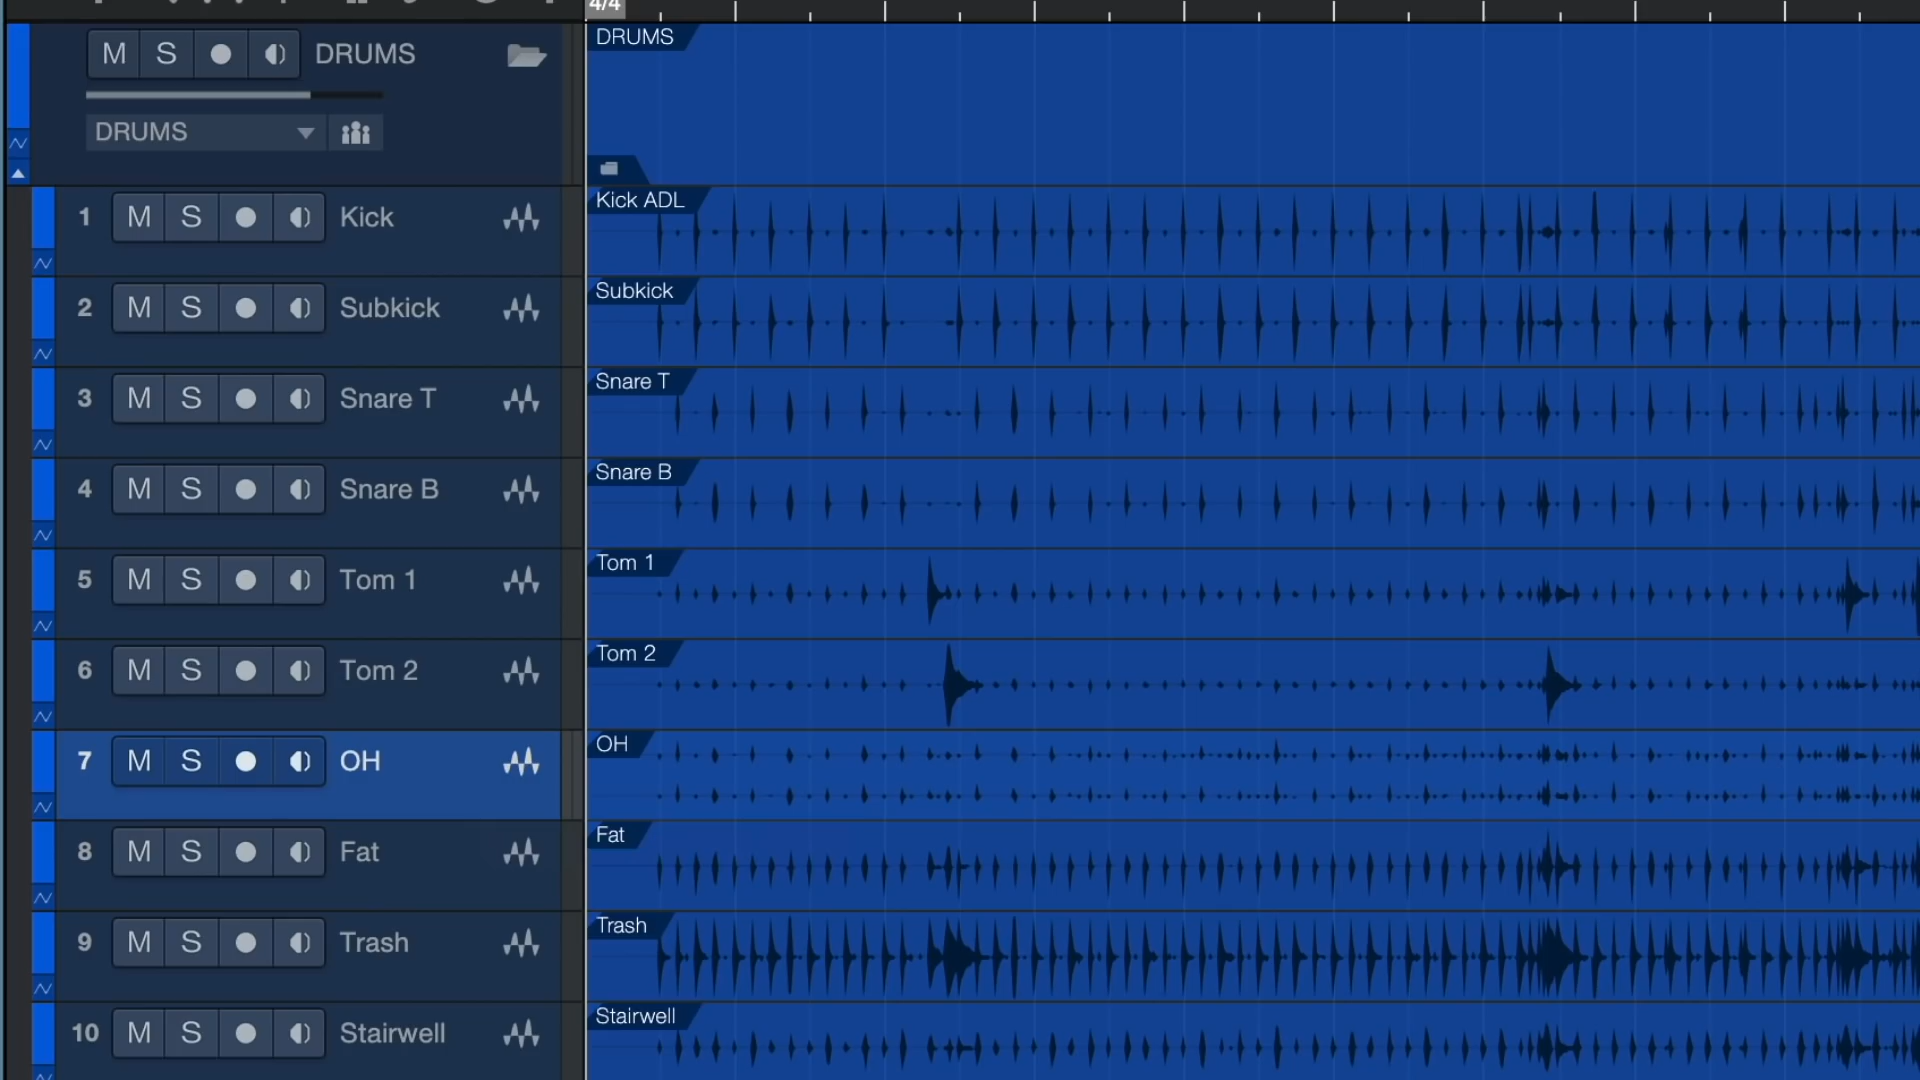 4/4
M S DRUMS
DRUMS
DRUMS
1 M S Kick
Kick ADL
2 M S Subkick
Subkick
3 M S Snare T
Snare T
4 M S Snare B
Snare B
5 M S Tom 1
Tom 1
6 M S Tom 2
Tom 2
7 M S OH
OH
8 M S Fat
Fat
9 M S Trash
Trash
10 M S Stairwell
Stairwell